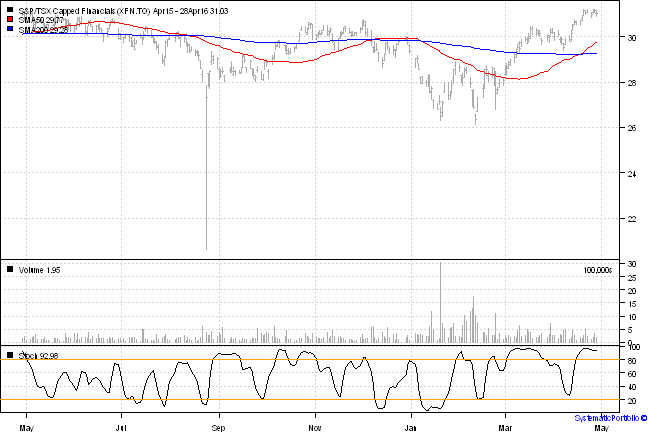 S&P/TSX Capped Financials (XFN.TO) Apr15 - 28Apr16 31.03
SMA50 29.77
SMA200 29.28
30
28
26
24
22
Volume 1.95
100,000s
30
25
20
15
10
5
0
Stoch 92.98
100
80
60
40
20
May
Jul
Sep
Nov
Jan
Mar
May
SystematicPortfolio ©